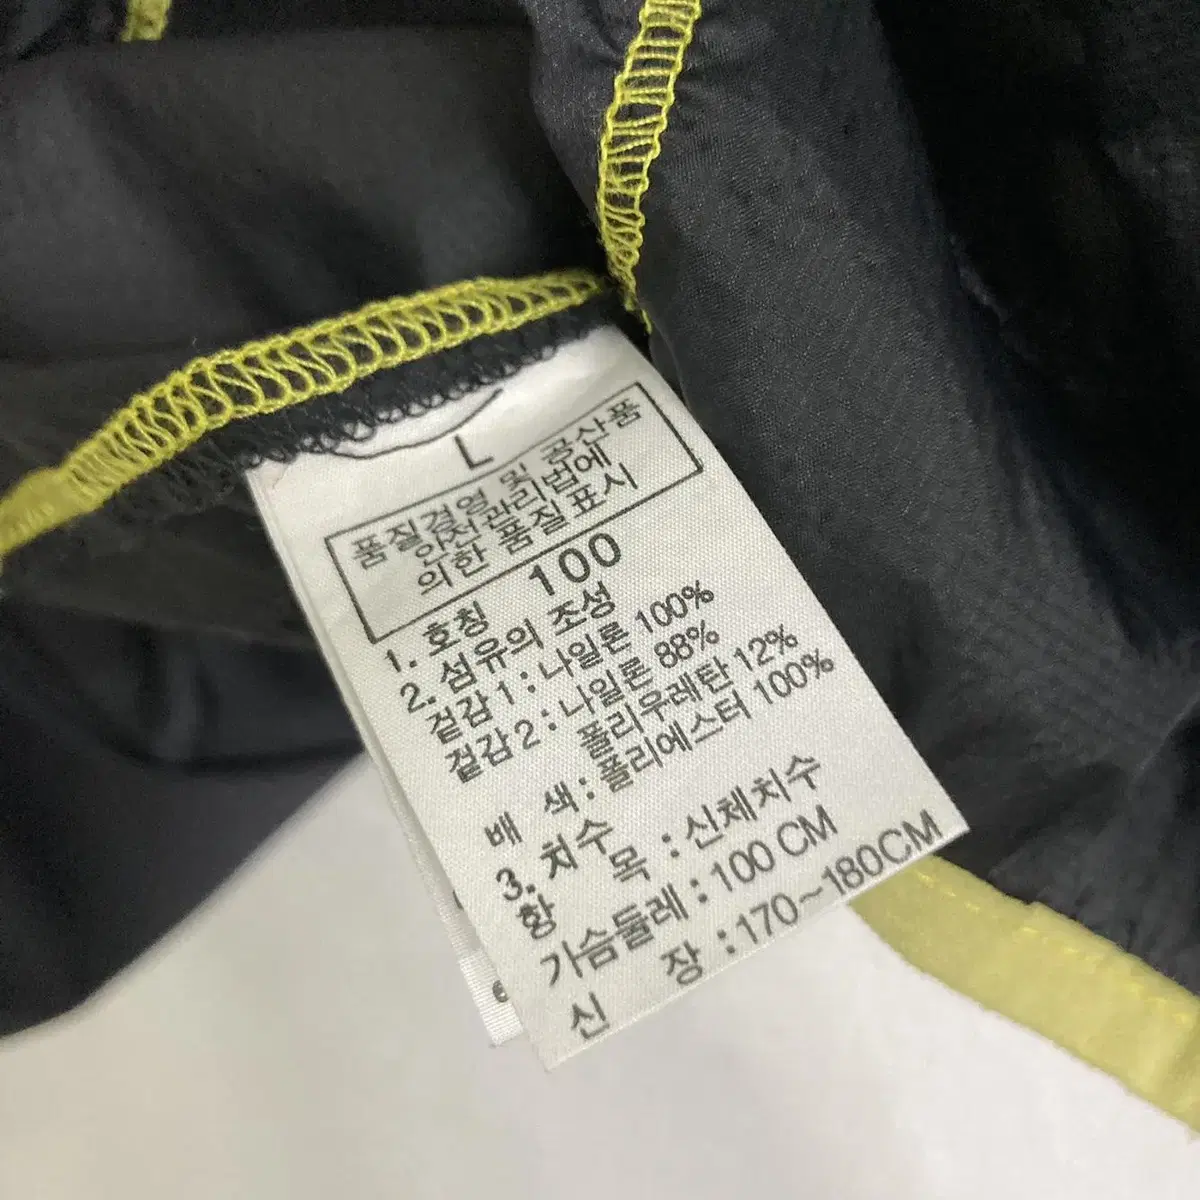 L
품질경영 및 공산품
안전관리법에
의한 품질표시
1. 호칭 100
2. 섬유의 조성
겉감1 : 나일론 100%
겉감2 : 나일론 88%
폴리우레탄 12%
배 색 : 폴리에스터 100%
3. 치수
항 목 : 신체치수
가슴둘레 : 100 CM
신 장 : 170~180CM